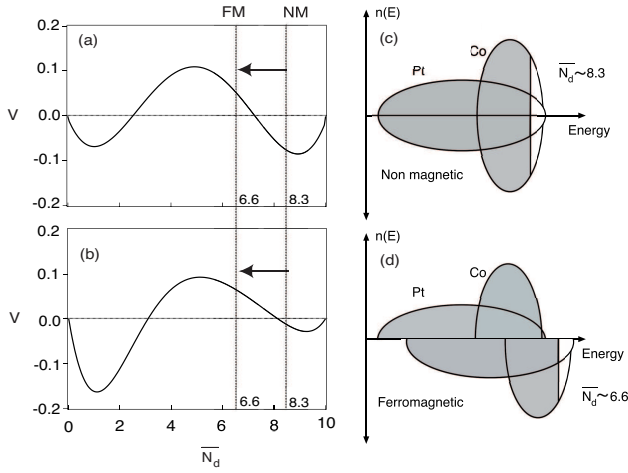 FM NM
0.2
(a)
0.1
V
0.0
-0.1
-0.2
6.6
8.3
0.2
(b)
0.1
V
0.0
-0.1
-0.2
6.6
8.3
0 2 4 6 8 10
N̅d
n(E)
(c)
Co
Pt
N̅d~8.3
Energy
Non magnetic
n(E)
(d)
Co
Pt
Energy
N̅d~6.6
Ferromagnetic